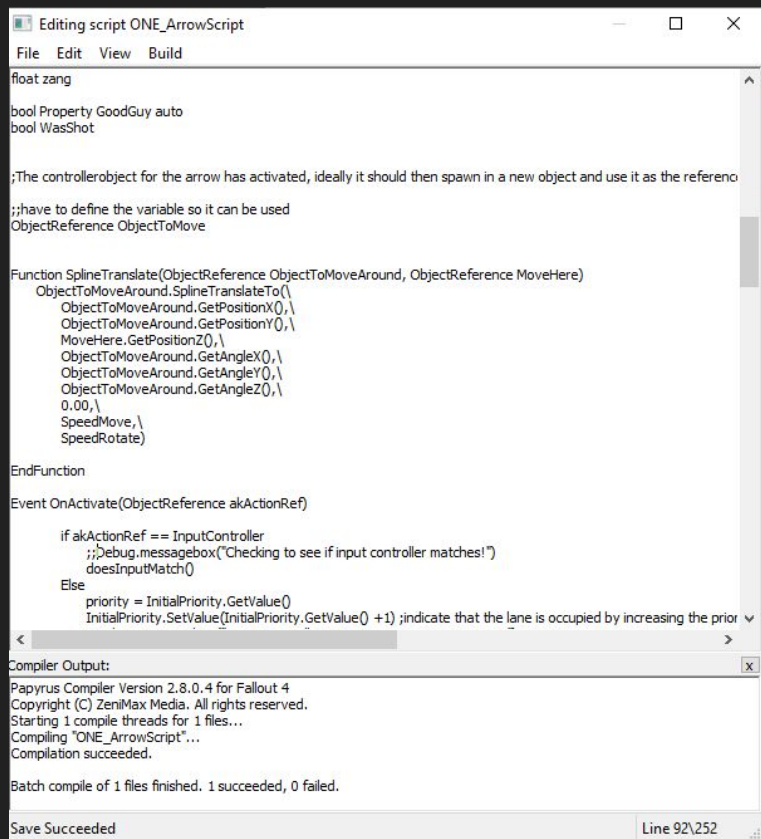 Editing script ONE_ArrowScript
File Edit View Build
float zang
bool Property GoodGuy auto
bool WasShot
;The controllerobject for the arrow has activated, ideally it should then spawn in a new object and use it as the reference
;;have to define the variable so it can be used
ObjectReference ObjectToMove
Function SplineTranslate(ObjectReference ObjectToMoveAround, ObjectReference MoveHere)
ObjectToMoveAround.SplineTranslateTo(\
ObjectToMoveAround.GetPositionX(),\
ObjectToMoveAround.GetPositionY(),\
MoveHere.GetPositionZ(),\
ObjectToMoveAround.GetAngleX(),\
ObjectToMoveAround.GetAngleY(),\
ObjectToMoveAround.GetAngleZ(),\
0.00,\
SpeedMove,\
SpeedRotate)
EndFunction
Event OnActivate(ObjectReference akActionRef)
if akActionRef == InputController
;;Debug.messagebox("Checking to see if input controller matches!")
doesInputMatch()
Else
priority = InitialPriority.GetValue()
InitialPriority.SetValue(InitialPriority.GetValue() +1) ;indicate that the lane is occupied by increasing the prior
Compiler Output:
x
Papyrus Compiler Version 2.8.0.4 for Fallout 4
Copyright (C) ZeniMax Media. All rights reserved.
Starting 1 compile threads for 1 files...
Compiling "ONE_ArrowScript"...
Compilation succeeded.
Batch compile of 1 files finished. 1 succeeded, 0 failed.
Save Succeeded
Line 92\252